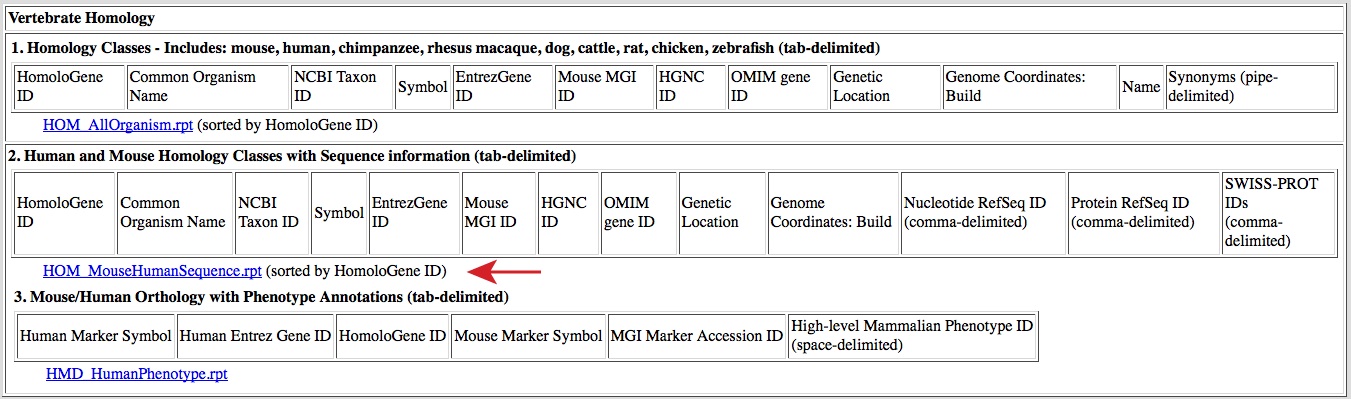 Vertebrate Homology
1. Homology Classes - Includes: mouse, human, chimpanzee, rhesus macaque, dog, cattle, rat, chicken, zebrafish (tab-delimited)
HomoloGene ID Common Organism Name NCBI Taxon ID Symbol EntrezGene ID Mouse MGI ID HGNC ID OMIM gene ID Genetic Location Genome Coordinates: Build Name Synonyms (pipe-delimited)
HOM_AllOrganism.rpt (sorted by HomoloGene ID)
2. Human and Mouse Homology Classes with Sequence information (tab-delimited)
HomoloGene ID Common Organism Name NCBI Taxon ID Symbol EntrezGene ID Mouse MGI ID HGNC ID OMIM gene ID Genetic Location Genome Coordinates: Build Nucleotide RefSeq ID (comma-delimited) Protein RefSeq ID (comma-delimited) SWISS-PROT IDs (comma-delimited)
HOM_MouseHumanSequence.rpt (sorted by HomoloGene ID)
3. Mouse/Human Orthology with Phenotype Annotations (tab-delimited)
Human Marker Symbol Human Entrez Gene ID HomoloGene ID Mouse Marker Symbol MGI Marker Accession ID High-level Mammalian Phenotype ID (space-delimited)
HMD_HumanPhenotype.rpt